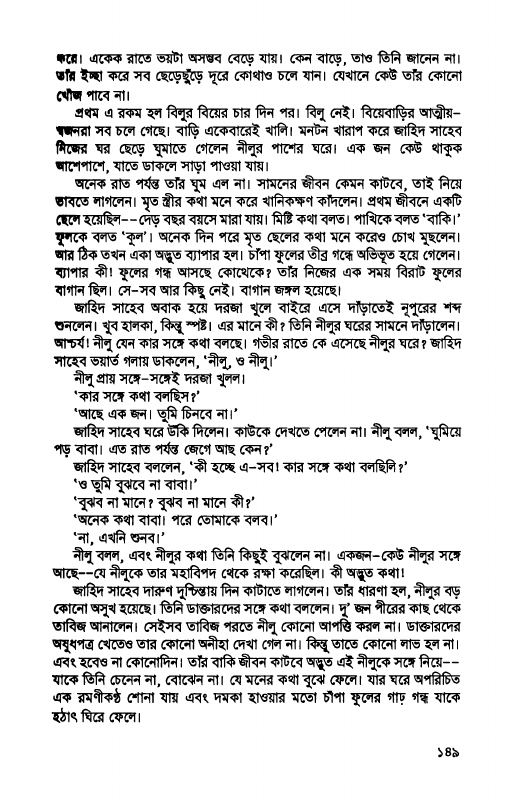 করে। একেক রাতে ভয়টা অসম্ভব বেড়ে যায়। কেন বাড়ে, তাও তিনি জানেন না।
তাঁর ইচ্ছা করে সব ছেড়েছুঁড়ে দূরে কোথাও চলে যান। যেখানে কেউ তাঁর কোনো
খোঁজ পাবে না।
প্রথম এ রকম হল বিলুর বিয়ের চার দিন পর। বিলু নেই। বিয়েবাড়ির আত্মীয়-
স্বজনরা সব চলে গেছে। বাড়ি একেবারেই খালি। মনটন খারাপ করে জাহিদ সাহেব
নিজের ঘর ছেড়ে ঘুমাতে গেলেন নীলুর পাশের ঘরে। এক জন কেউ থাকুক
আশেপাশে, যাতে ডাকলে সাড়া পাওয়া যায়।
অনেক রাত পর্যন্ত তাঁর ঘুম এল না। সামনের জীবন কেমন কাটবে, তাই নিয়ে
ভাবতে লাগলেন। মৃত স্ত্রীর কথা মনে করে খানিকক্ষণ কাঁদলেন। প্রথম জীবনে একটি
ছেলে হয়েছিল--দেড় বছর বয়সে মারা যায়। মিষ্টি কথা বলত। পাখিকে বলত ‘বাকি।’
ফুলকে বলত ‘কুল’। অনেক দিন পরে মৃত ছেলের কথা মনে করেও চোখ মুছলেন।
আর ঠিক তখন একা অদ্ভুত ব্যাপার হল। চাঁপা ফুলের তীব্র গন্ধে অভিভূত হয়ে গেলেন।
ব্যাপার কী! ফুলের গন্ধ আসছে কোত্থেকে? তাঁর নিজের এক সময় বিরাট ফুলের
বাগান ছিল। সে-সব আর কিছু নেই। বাগান জঙ্গল হয়েছে।
জাহিদ সাহেব অবাক হয়ে দরজা খুলে বাইরে এসে দাঁড়াতেই নূপুরের শব্দ
শুনলেন। খুব হালকা, কিন্তু স্পষ্ট। এর মানে কী? তিনি নীলুর ঘরের সামনে দাঁড়ালেন।
আশ্চর্য! নীলু যেন কার সঙ্গে কথা বলছে। গভীর রাতে কে এসেছে নীলুর ঘরে? জাহিদ
সাহেব ভয়ার্ত গলায় ডাকলেন, ‘নীলু, ও নীলু।’
নীলু প্রায় সঙ্গে-সঙ্গেই দরজা খুলল।
‘কার সঙ্গে কথা বলছিস?’
‘আছে এক জন। তুমি চিনবে না।’
জাহিদ সাহেব ঘরে উঁকি দিলেন। কাউকে দেখতে পেলেন না। নীলু বলল, ‘ঘুমিয়ে
পড় বাবা। এত রাত পর্যন্ত জেগে আছ কেন?’
জাহিদ সাহেব বললেন, ‘কী হচ্ছে এ-সব! কার সঙ্গে কথা বলছিলি?’
‘ও তুমি বুঝবে না বাবা।’
‘বুঝব না মানে? বুঝব না মানে কী?’
‘অনেক কথা বাবা। পরে তোমাকে বলব।’
‘না, এখনি শুনব।’
নীলু বলল, এবং নীলুর কথা তিনি কিছুই বুঝলেন না। একজন-কেউ নীলুর সঙ্গে
আছে--যে নীলুকে তার মহাবিপদ থেকে রক্ষা করেছিল। কী অদ্ভুত কথা!
জাহিদ সাহেব দারুণ দুশ্চিন্তায় দিন কাটাতে লাগলেন। তাঁর ধারণা হল, নীলুর বড়
কোনো অসুখ হয়েছে। তিনি ডাক্তারদের সঙ্গে কথা বললেন। দু’ জন পীরের কাছ থেকে
তাবিজ আনালেন। সেইসব তাবিজ পরতে নীলু কোনো আপত্তি করল না। ডাক্তারদের
অষুধপত্র খেতেও তার কোনো অনীহা দেখা গেল না। কিন্তু তাতে কোনো লাভ হল না।
এবং হবেও না কোনোদিন। তাঁর বাকি জীবন কাটবে অদ্ভুত এই নীলুকে সঙ্গে নিয়ে--
যাকে তিনি চেনেন না, বোঝেন না। যে মনের কথা বুঝে ফেলে। যার ঘরে অপরিচিত
এক রমণীকণ্ঠ শোনা যায় এবং দমকা হাওয়ার মতো চাঁপা ফুলের গাঢ় গন্ধ যাকে
হঠাৎ ঘিরে ফেলে।
১৪৯